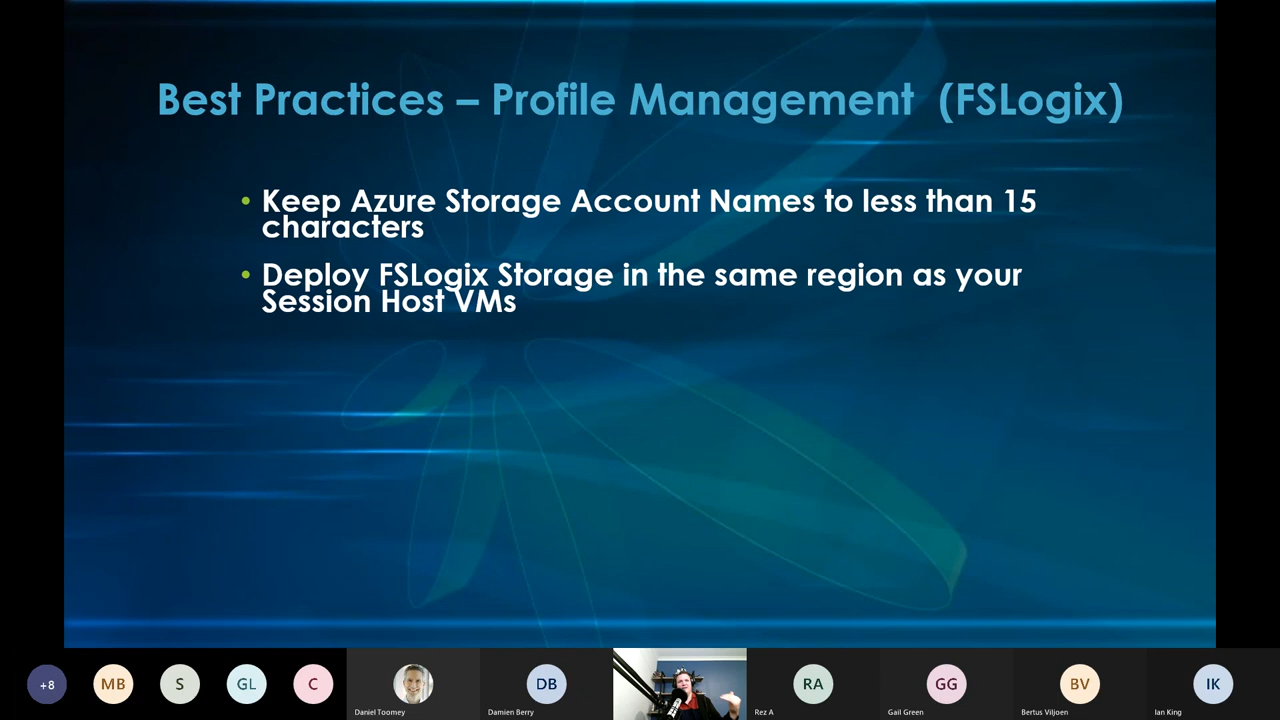 Best Practices – Profile Management (FSLogix)
• Keep Azure Storage Account Names to less than 15
characters
• Deploy FSLogix Storage in the same region as your
Session Host VMs
+8
MB
S
GL
C
DB
RA
GG
BV
IK
Daniel Toomey
Damien Berry
Rez A
Gail Green
Bertus Viljoen
Ian King